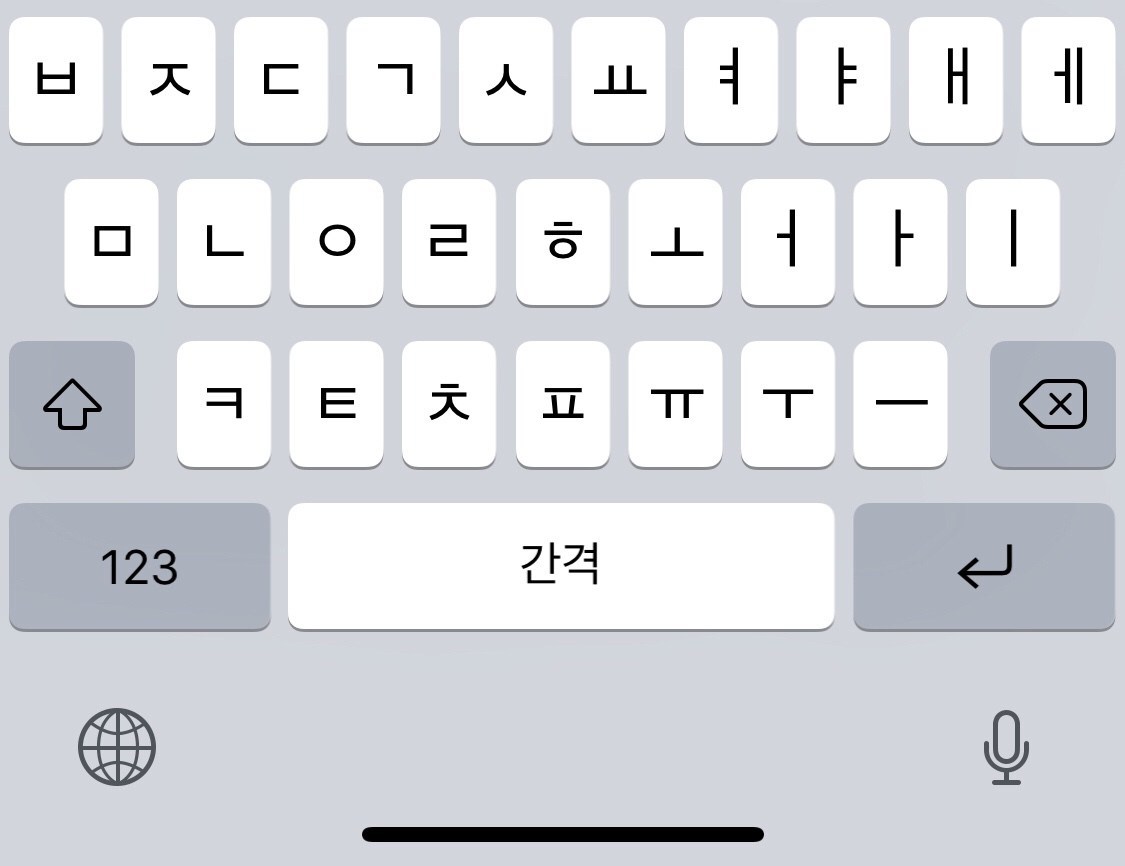 ㅂ ㅈ ㄷ ㄱ ㅅ ㅛ ㅕ ㅑ ㅐ ㅔ
ㅁ ㄴ ㅇ ㄹ ㅎ ㅗ ㅓ ㅏ ㅣ
ㅋ ㅌ ㅊ ㅍ ㅠ ㅜ ㅡ
123 간격